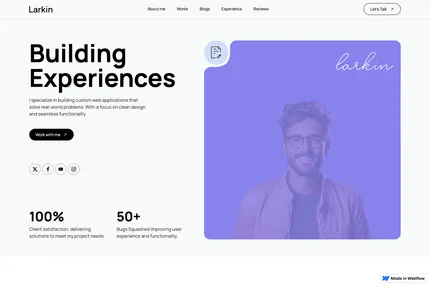 Larkin
About me
Works
Blogs
Experience
Reviews
Let's Talk
Building
Experiences
I specialize in building custom web applications that
solve real-world problems. With a focus on clean design
and seamless functionality.
Work with me
larkin
100%
Client satisfaction, delivering
solutions to meet my project needs.
50+
Bugs Squashed improving user
experience and functionality.
Made in Webflow